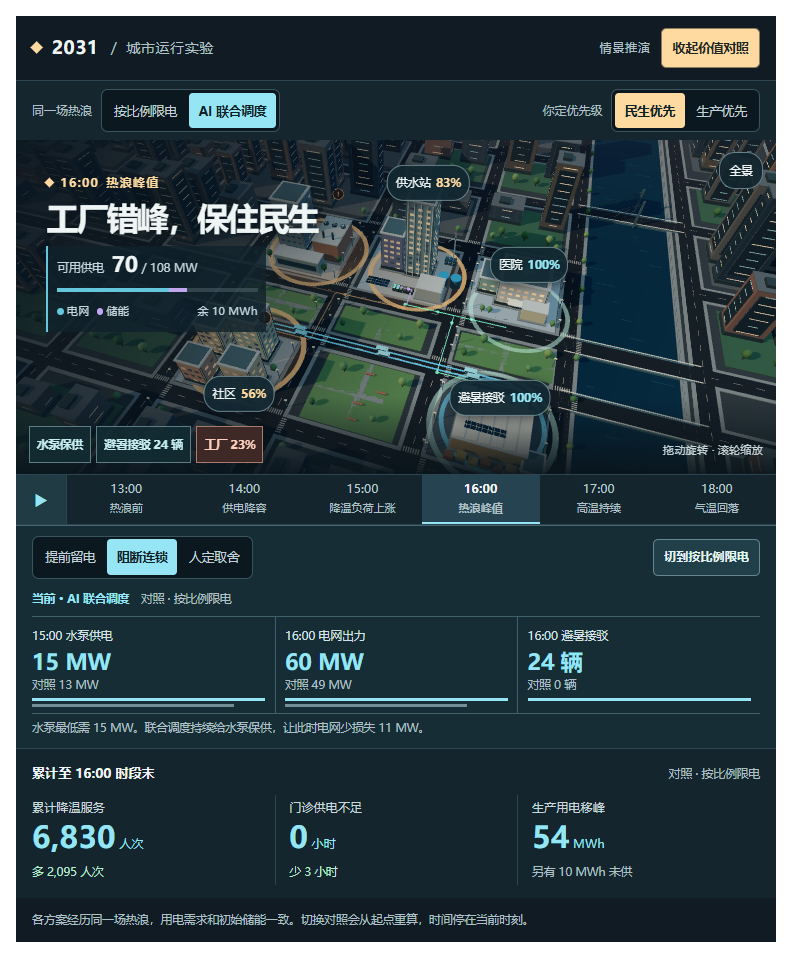 ◆ 2031 / 城市运行实验
情景推演
收起价值对照
同一场热浪
按比例限电
AI 联合调度
你定优先级
民生优先
生产优先
◆ 16:00 热浪峰值
工厂错峰，保住民生
可用供电 70 / 108 MW
电网 储能 余 10 MWh
供水站 83%
全景
医院 100%
社区 56%
避暑接驳 100%
水泵保供
避暑接驳 24 辆
工厂 23%
拖动旋转 · 滚轮缩放
13:00
热浪前
14:00
供电降容
15:00
降温负荷上涨
16:00
热浪峰值
17:00
高温持续
18:00
气温回落
提前留电
阻断连锁
人定取舍
切到按比例限电
当前 · AI 联合调度 对照 · 按比例限电
15:00 水泵供电
15 MW
对照 13 MW
16:00 电网出力
60 MW
对照 49 MW
16:00 避暑接驳
24 辆
对照 0 辆
水泵最低需 15 MW。联合调度持续给水泵保供，让此时电网少损失 11 MW。
累计至 16:00 时段末
对照 · 按比例限电
累计降温服务
6,830 人次
多 2,095 人次
门诊供电不足
0 小时
少 3 小时
生产用电移峰
54 MWh
另有 10 MWh 未供
各方案经历同一场热浪，用电需求和初始储能一致。切换对照会从起点重算，时间停在当前时刻。